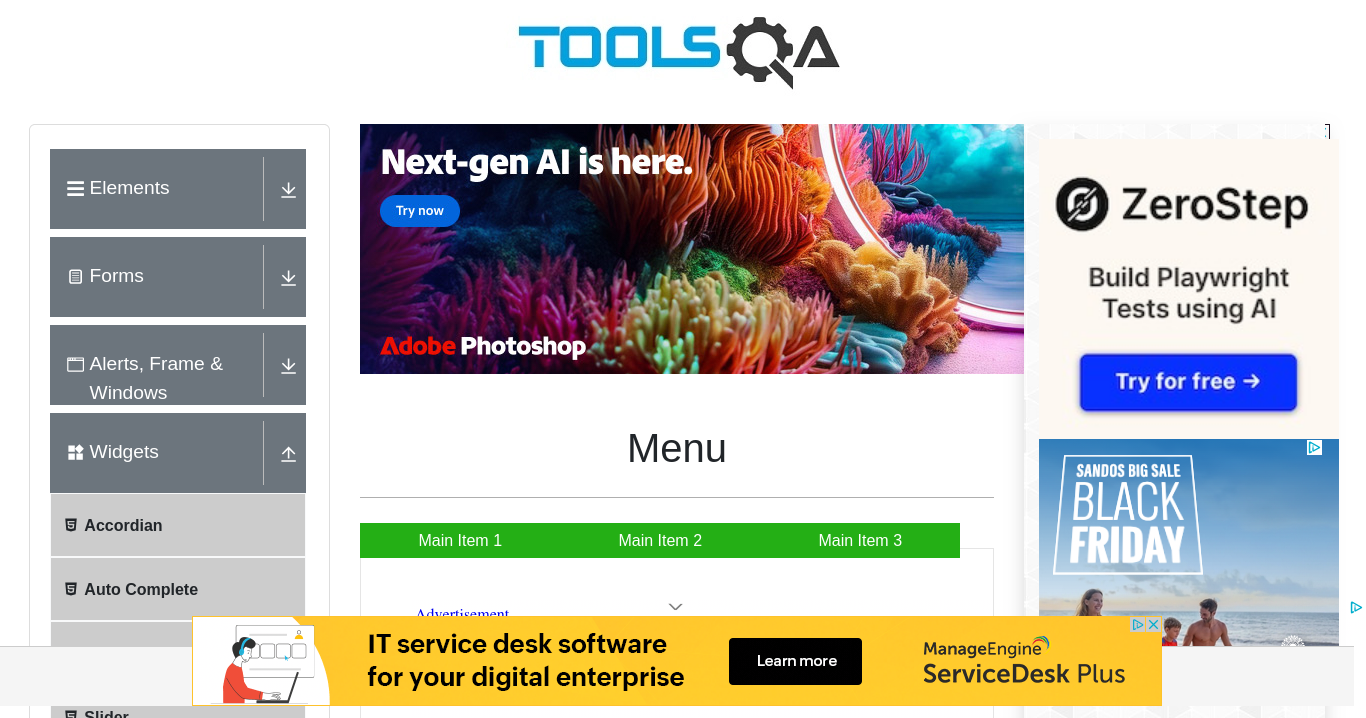 TOOLSQA
Elements
Forms
Alerts, Frame &
Windows
Widgets
Accordian
Auto Complete
Slider
Next-gen AI is here.
Try now
Adobe Photoshop
Menu
Main Item 1
Main Item 2
Main Item 3
Advertisement
ZeroStep
Build Playwright
Tests using AI
Try for free →
SANDOS BIG SALE
BLACK
FRIDAY
IT service desk software
for your digital enterprise
Learn more
ManageEngine
ServiceDesk Plus